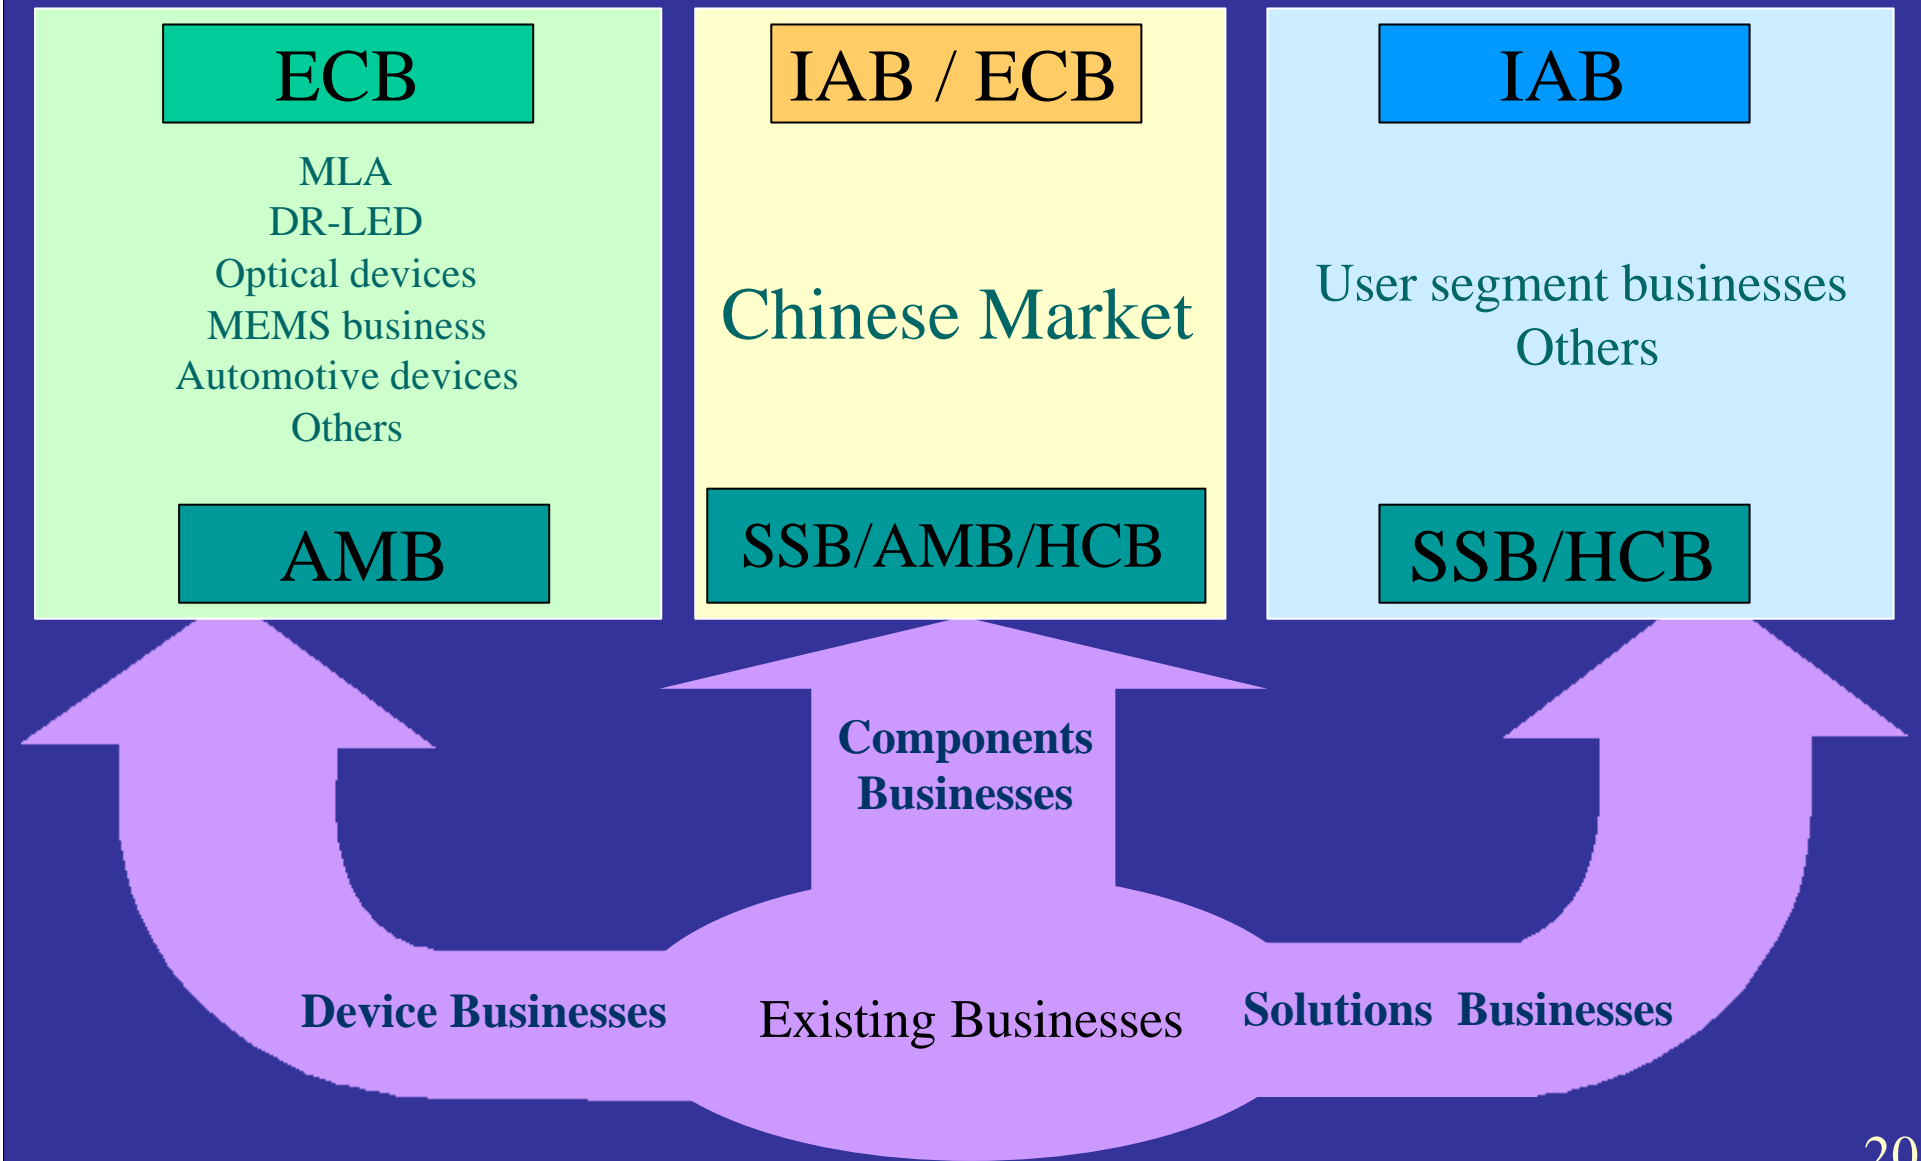 ECB
MLA
DR-LED
Optical devices
MEMS business
Automotive devices
Others
AMB
IAB / ECB
Chinese Market
SSB/AMB/HCB
IAB
User segment businesses
Others
SSB/HCB
Components
Businesses
Device Businesses
Existing Businesses
Solutions Businesses
20